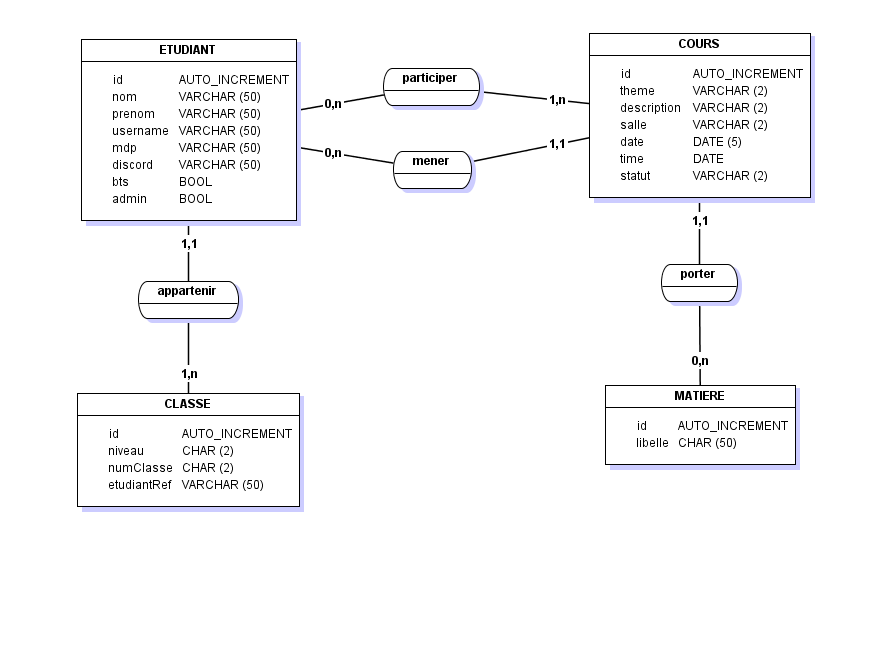 ETUDIANT
id AUTO_INCREMENT
nom VARCHAR (50)
prenom VARCHAR (50)
username VARCHAR (50)
mdp VARCHAR (50)
discord VARCHAR (50)
bts BOOL
admin BOOL
participer
0,n
1,n
mener
0,n
1,1
COURS
id AUTO_INCREMENT
theme VARCHAR (2)
description VARCHAR (2)
salle VARCHAR (2)
date DATE (5)
time DATE
statut VARCHAR (2)
1,1
appartenir
1,n
1,1
porter
0,n
CLASSE
id AUTO_INCREMENT
niveau CHAR (2)
numClasse CHAR (2)
etudiantRef VARCHAR (50)
MATIERE
id AUTO_INCREMENT
libelle CHAR (50)